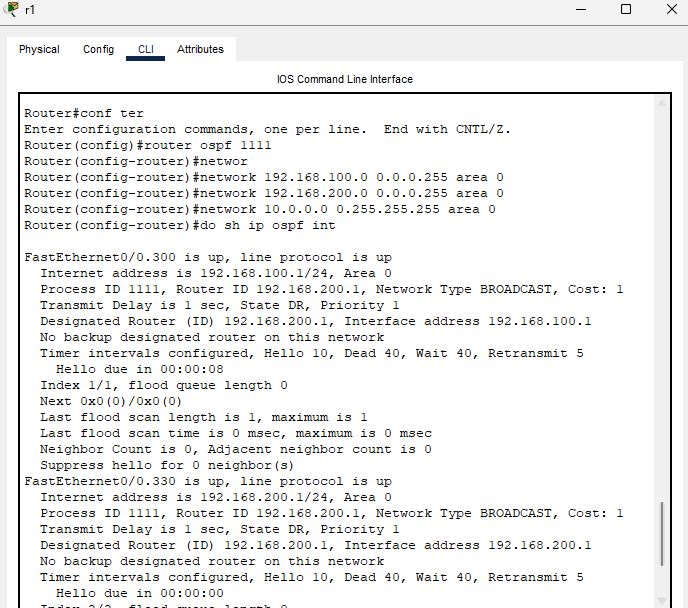 r1
Physical Config CLI Attributes
IOS Command Line Interface
Router#conf ter
Enter configuration commands, one per line.  End with CNTL/Z.
Router(config)#router ospf 1111
Router(config-router)#networ
Router(config-router)#network 192.168.100.0 0.0.0.255 area 0
Router(config-router)#network 192.168.200.0 0.0.0.255 area 0
Router(config-router)#network 10.0.0.0 0.255.255.255 area 0
Router(config-router)#do sh ip ospf int
FastEthernet0/0.300 is up, line protocol is up
  Internet address is 192.168.100.1/24, Area 0
  Process ID 1111, Router ID 192.168.200.1, Network Type BROADCAST, Cost: 1
  Transmit Delay is 1 sec, State DR, Priority 1
  Designated Router (ID) 192.168.200.1, Interface address 192.168.100.1
  No backup designated router on this network
  Timer intervals configured, Hello 10, Dead 40, Wait 40, Retransmit 5
    Hello due in 00:00:08
  Index 1/1, flood queue length 0
  Next 0x0(0)/0x0(0)
  Last flood scan length is 1, maximum is 1
  Last flood scan time is 0 msec, maximum is 0 msec
  Neighbor Count is 0, Adjacent neighbor count is 0
  Suppress hello for 0 neighbor(s)
FastEthernet0/0.330 is up, line protocol is up
  Internet address is 192.168.200.1/24, Area 0
  Process ID 1111, Router ID 192.168.200.1, Network Type BROADCAST, Cost: 1
  Transmit Delay is 1 sec, State DR, Priority 1
  Designated Router (ID) 192.168.200.1, Interface address 192.168.200.1
  No backup designated router on this network
  Timer intervals configured, Hello 10, Dead 40, Wait 40, Retransmit 5
    Hello due in 00:00:00
  Index 2/2, flood queue length 0